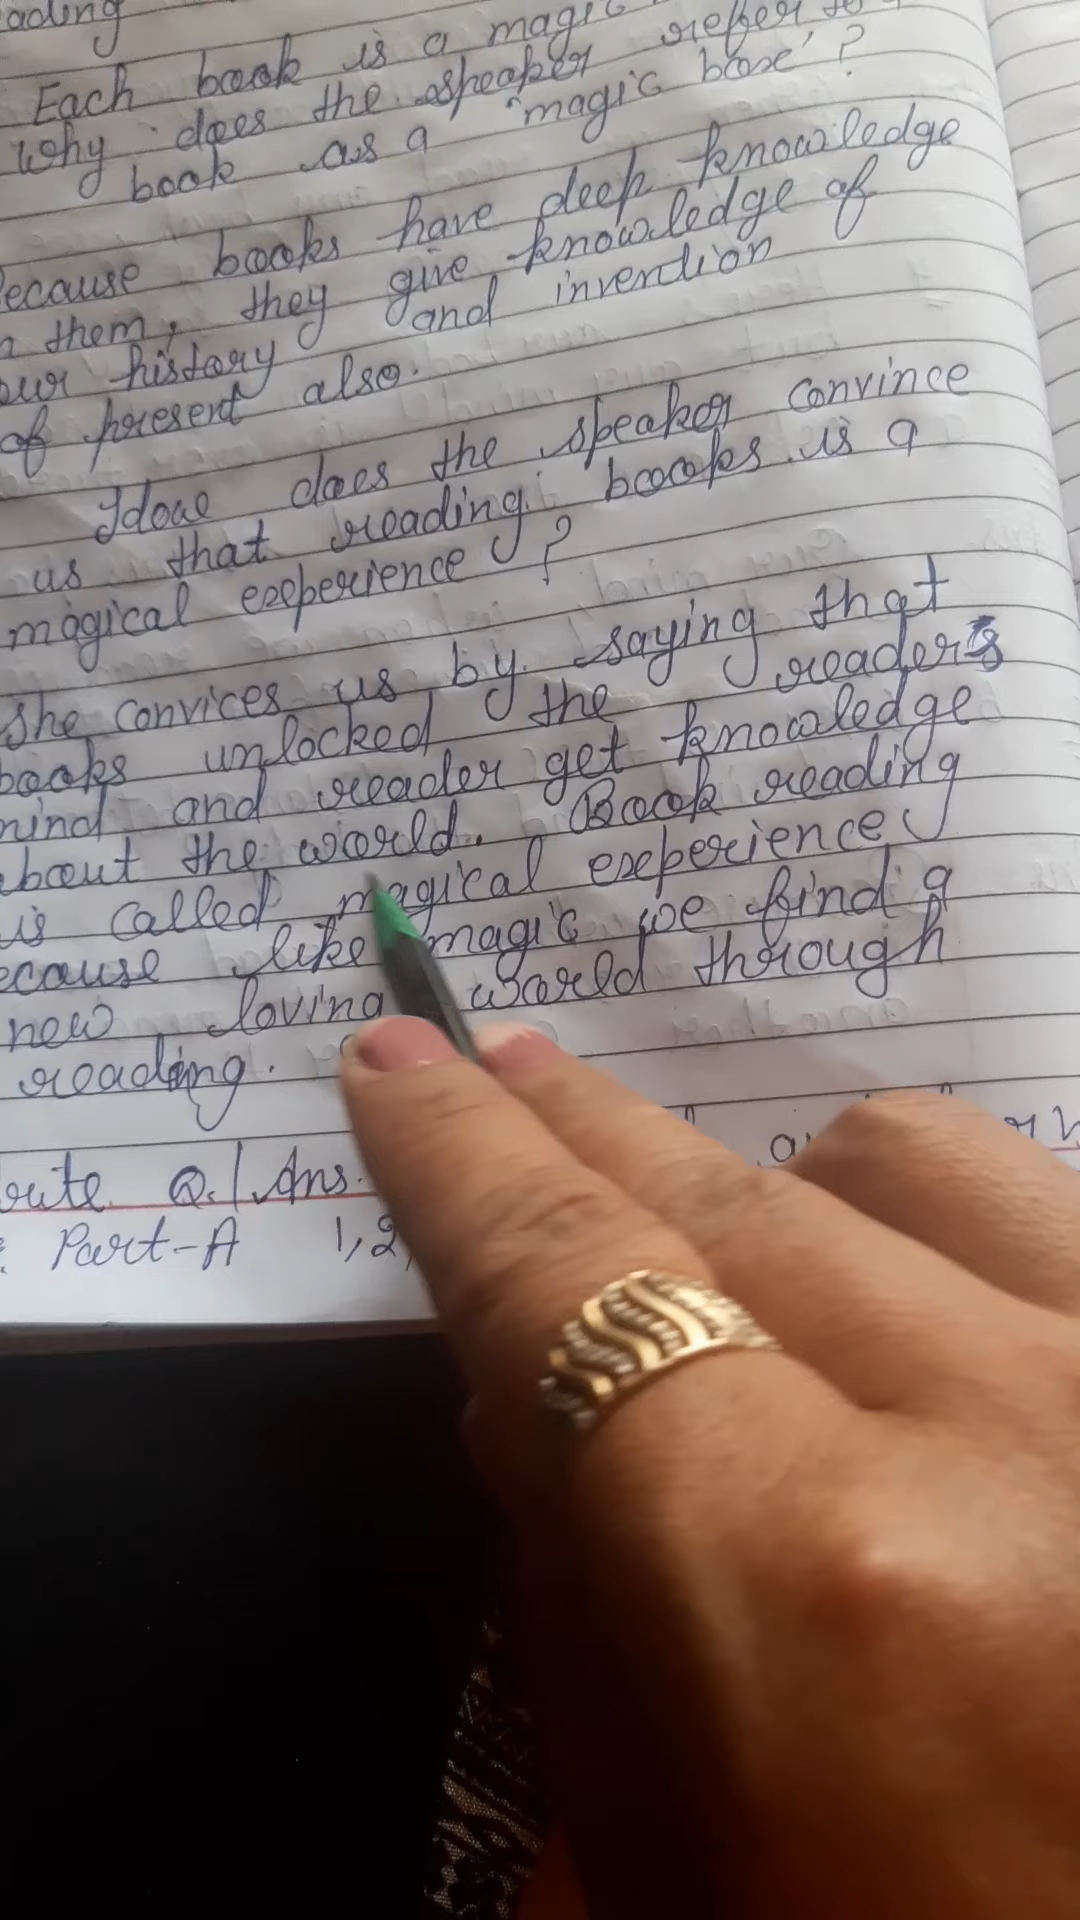 ading
Each book is a magic
why does the speaker refer to a
book as a 'magic box'?
ecause books have deep knowledge
n them, they give knowledge of
our history and invention
of present also.
How does the speaker convince
us that reading books is a
magical experience?
She convices us by saying that
books unlocked the readers
mind and reader get knowledge
about the world. Book reading
is called magical experience
ecause like magic we find a
new loving world through
reading.
Q./Ans.
Part-A 1,2,